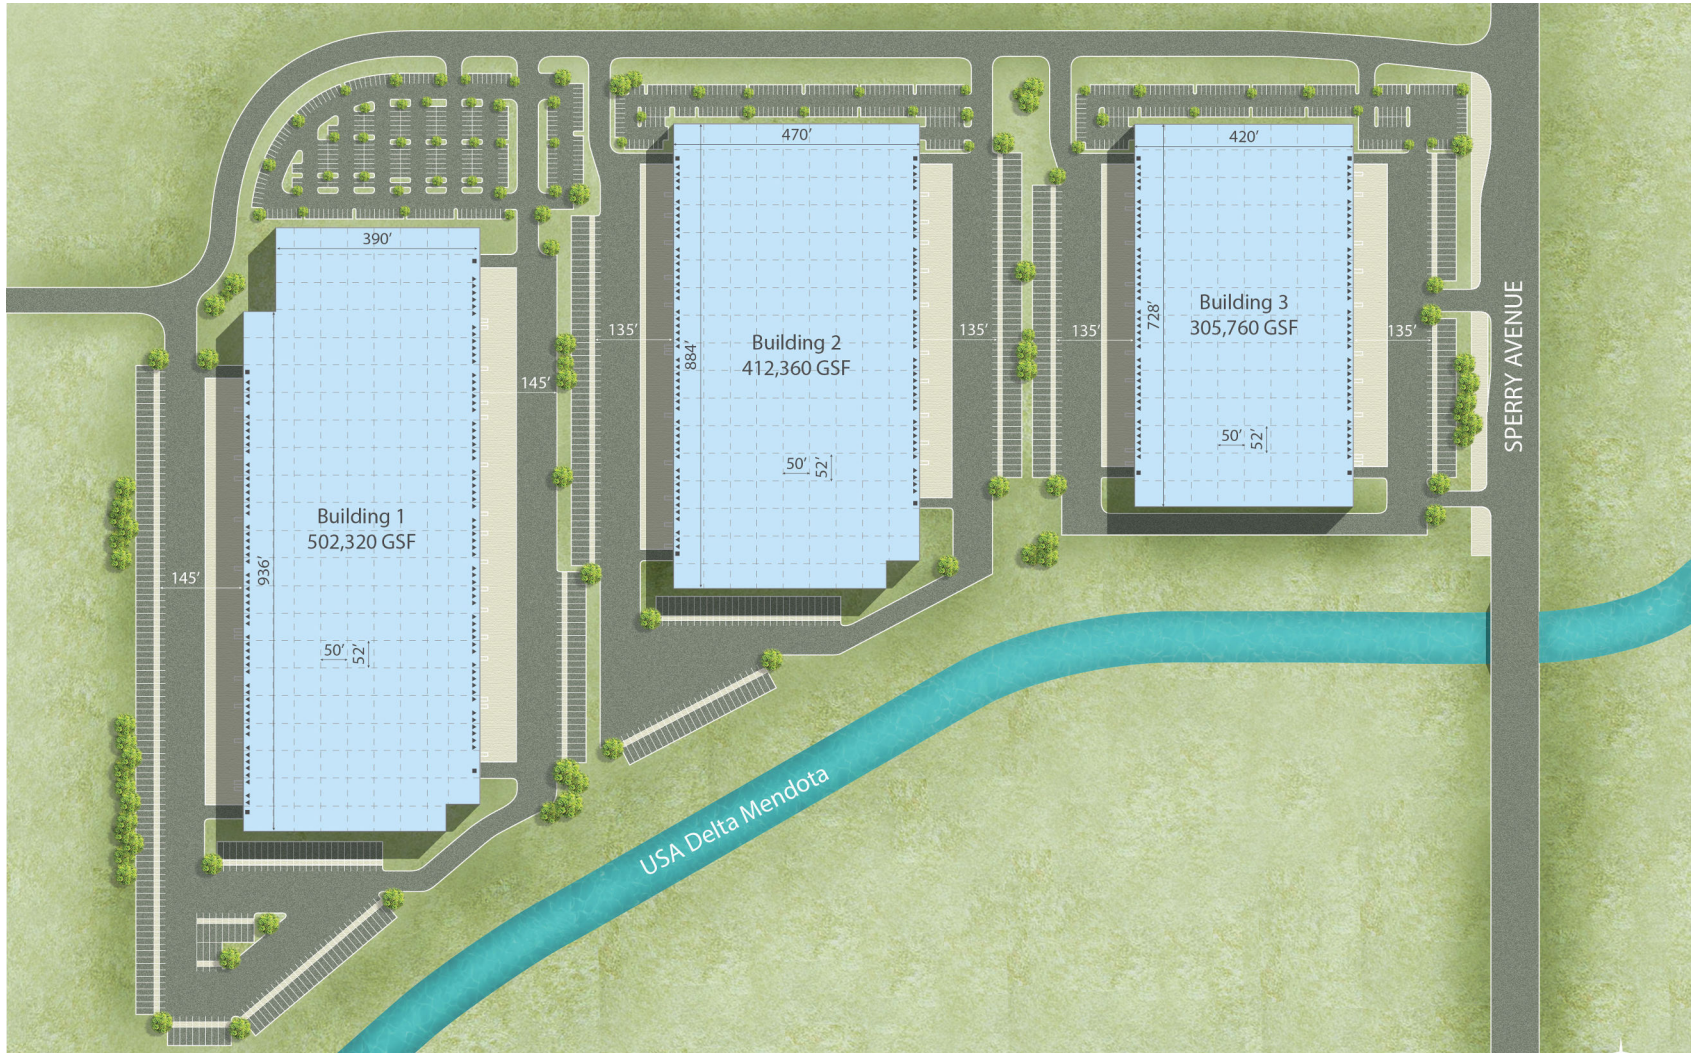 470’
420’
390’
Building 3
305,760 GSF
728’
SPERRY AVENUE
135’
135’
135’
135’
Building 2
412,360 GSF
884’
145’
50’
52’
50’
52’
Building 1
502,320 GSF
936’
145’
50’
52’
USA Delta Mendota